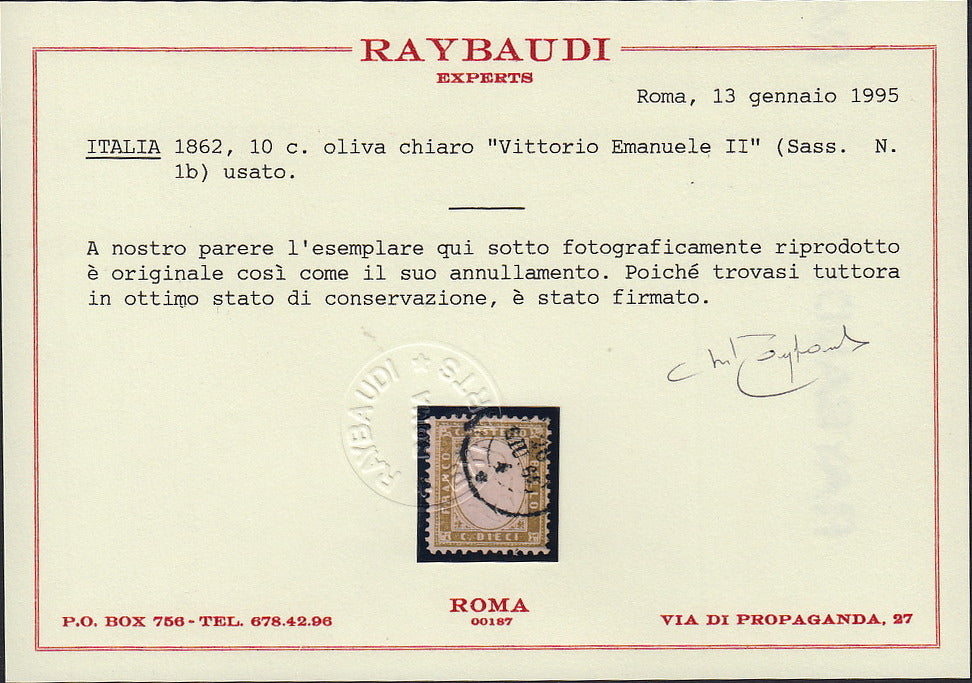 RAYBAUDI
EXPERTS
Roma, 13 gennaio 1995
ITALIA 1862, 10 c. oliva chiaro "Vittorio Emanuele II" (Sass. N.
1b) usato.
A nostro parere l'esemplare qui sotto fotograficamente riprodotto
è originale così come il suo annullamento. Poiché trovasi tuttora
in ottimo stato di conservazione, è stato firmato.
RAYBAUDI
ROMA
C. DIECI
ROMA
00187
P.O. BOX 756 - TEL. 678.42.96
VIA DI PROPAGANDA, 27